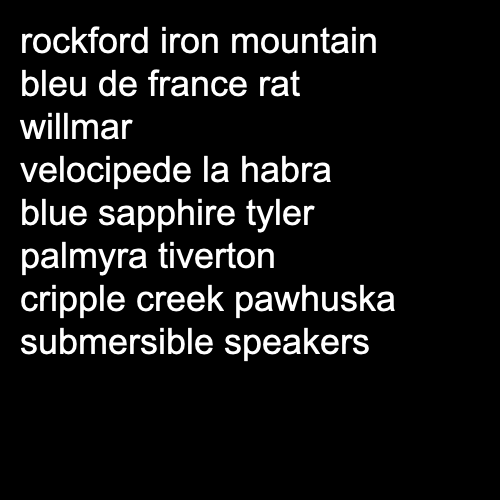 rockford iron mountain
bleu de france rat
willmar
velocipede la habra
blue sapphire tyler
palmyra tiverton
cripple creek pawhuska
submersible speakers